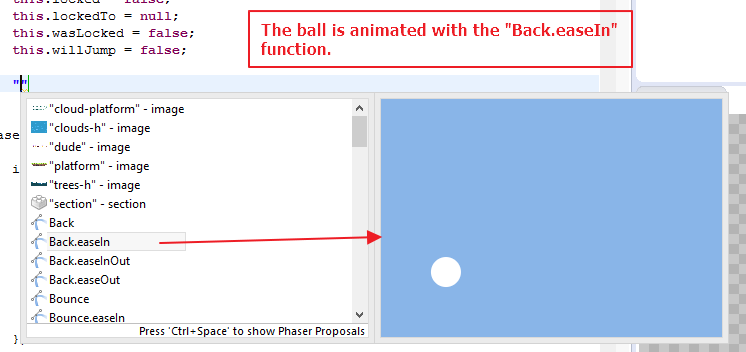 this.locked = false;
this.lockedTo = null;
this.wasLocked = false;
this.willJump = false;
The ball is animated with the "Back.easeIn"
function.
""
"cloud-platform" - image
"clouds-h" - image
"dude" - image
"platform" - image
"trees-h" - image
"section" - section
Back
Back.easeIn
Back.easeInOut
Back.easeOut
Bounce
Bounce.easeIn
Press 'Ctrl+Space' to show Phaser Proposals
ase
i
},